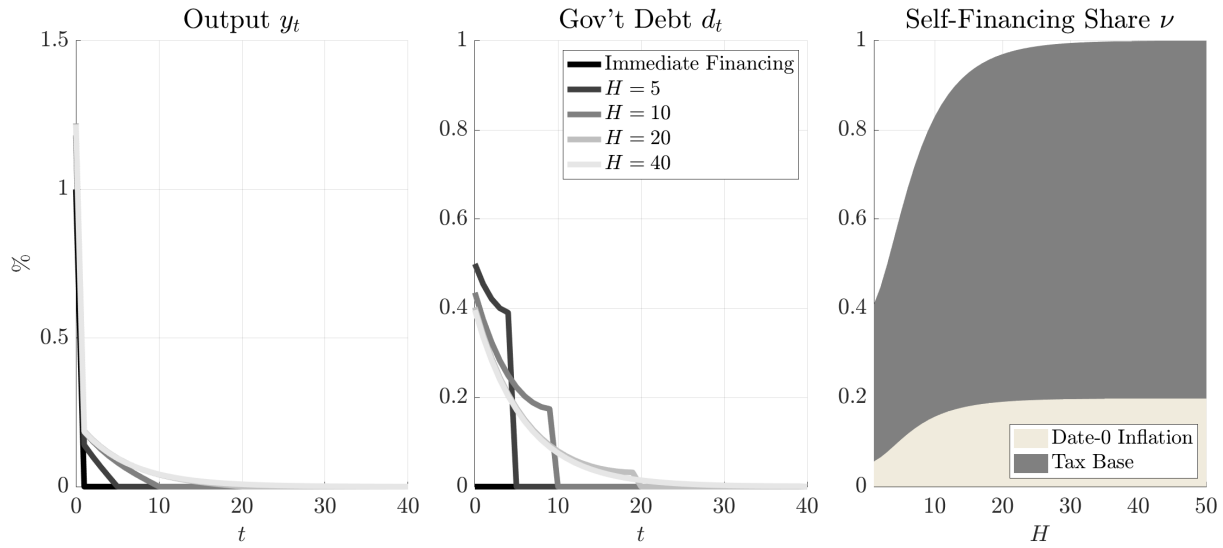 Output y_t
%
1.5
1
0.5
0
0 10 20 30 40
t
Gov't Debt d_t
1
0.8
0.6
0.4
0.2
0
0 10 20 30 40
t
Immediate Financing
H = 5
H = 10
H = 20
H = 40
Self-Financing Share ν
1
0.8
0.6
0.4
0.2
0
10 20 30 40 50
H
Date-0 Inflation
Tax Base